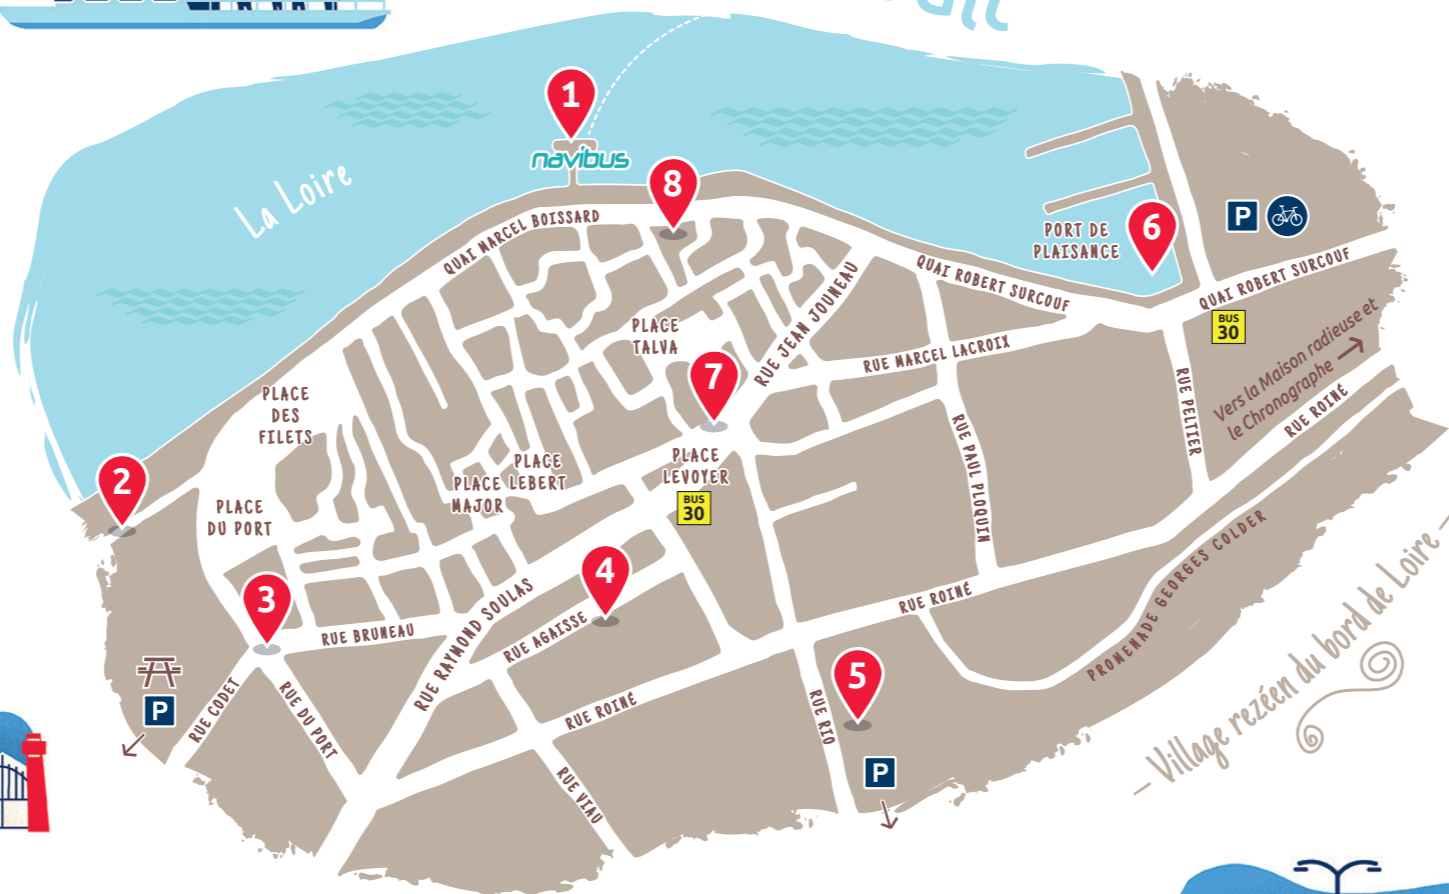 1
navibus
La Loire
8
QUAI MARCEL BOISSARD
PORT DE
PLAISANCE
6
P
QUAI ROBERT SURCOUF
QUAI ROBERT SURCOUF
BUS
30
PLACE
TALVA
RUE JEAN JOUNEAU
RUE MARCEL LACROIX
7
Vers la Maison radieuse et
le Chronographe
RUE PELTIER
RUE ROINÉ
PLACE
DES
FILETS
PLACE
LEBERT
PLACE
MAJOR
PLACE
LEVOYER
BUS
30
RUE PAUL PLOQUIN
2
PLACE
DU PORT
3
RUE BRUNEAU
RUE RAYMOND SOULAS
4
RUE AGAISSE
RUE ROINÉ
PROMENADE GEORGES COLDER
P
RUE CODET
RUE DU PORT
RUE ROINÉ
RUE VIAU
RUE RIO
5
P
– Village rezéen du bord de Loire –